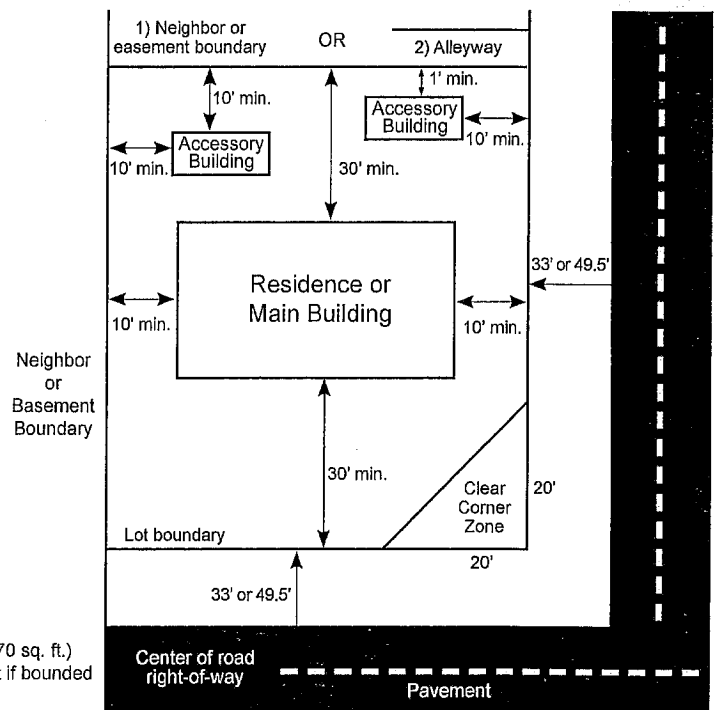 1) Neighbor or
easement boundary
OR
2) Alleyway
10' min.
1' min.
Accessory
Building
Accessory
Building
10' min.
10' min.
30' min.
33' or 49.5'
Residence or
Main Building
10' min.
10' min.
Neighbor
or
Basement
Boundary
30' min.
Clear
Corner
Zone
20'
Lot boundary
20'
33' or 49.5'
70 sq. ft.)
t if bounded
Center of road
right-of-way
Pavement